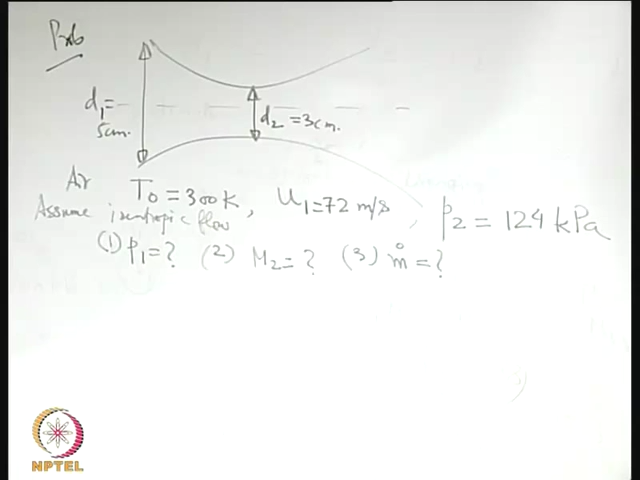 Prob
d₁=
5cm.
d₂ = 3cm.
Air
T₀ = 300K, U₁=72 m/s, p₂ = 124 kPa
Assume isentropic flow
(1) p₁=? (2) M₂=? (3) ṁ=?
NPTEL